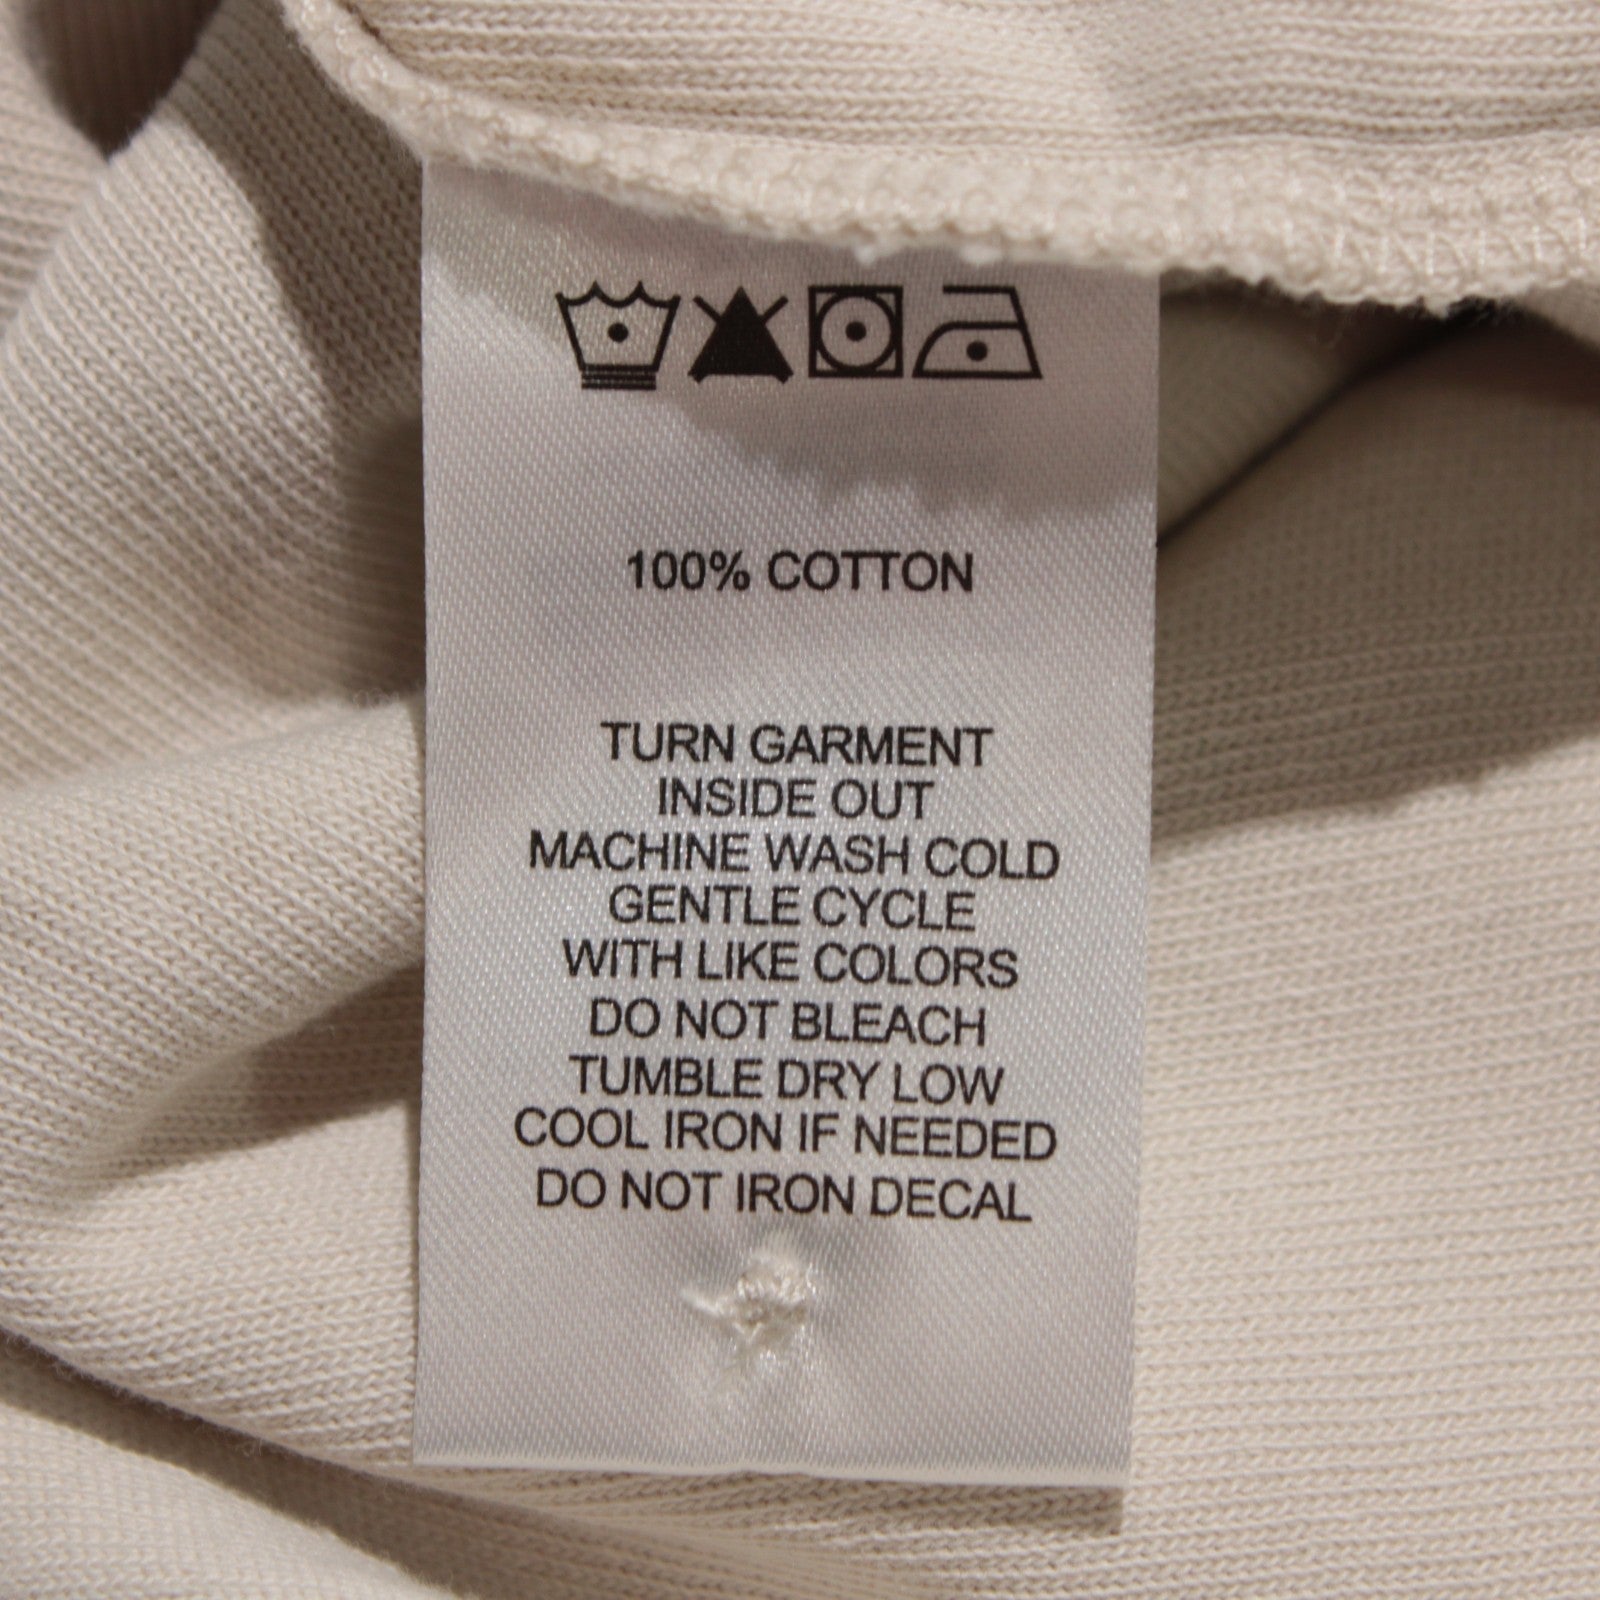 100% COTTON
TURN GARMENT
INSIDE OUT
MACHINE WASH COLD
GENTLE CYCLE
WITH LIKE COLORS
DO NOT BLEACH
TUMBLE DRY LOW
COOL IRON IF NEEDED
DO NOT IRON DECAL